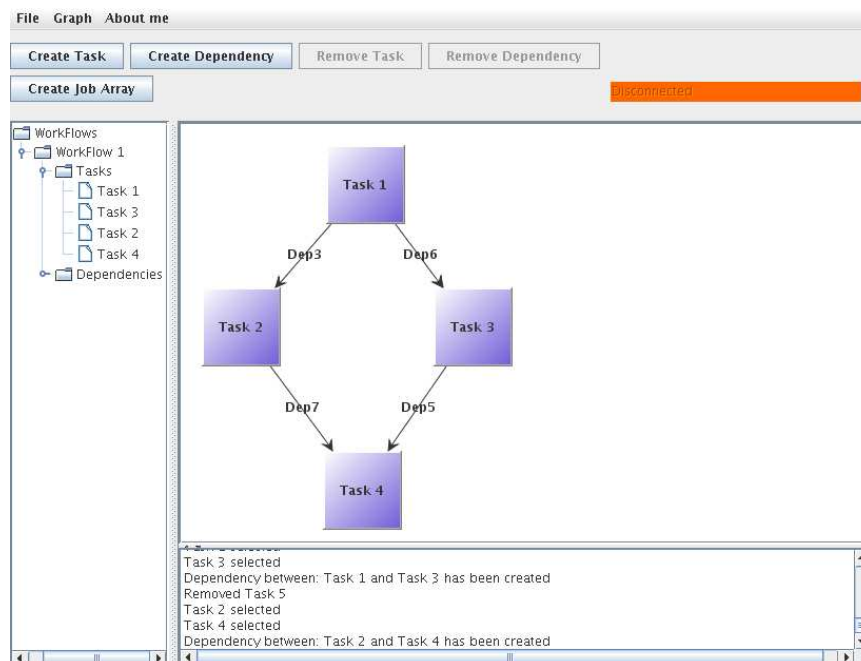 File Graph About me
Create Task Create Dependency Remove Task Remove Dependency
Create Job Array
Disconnected
WorkFlows
WorkFlow 1
Tasks
Task 1
Task 3
Task 2
Task 4
Dependencies
Task 1
Dep3 Dep6
Task 2 Task 3
Dep7 Dep5
Task 4
selected
Task 3 selected
Dependency between: Task 1 and Task 3 has been created
Removed Task 5
Task 2 selected
Task 4 selected
Dependency between: Task 2 and Task 4 has been created